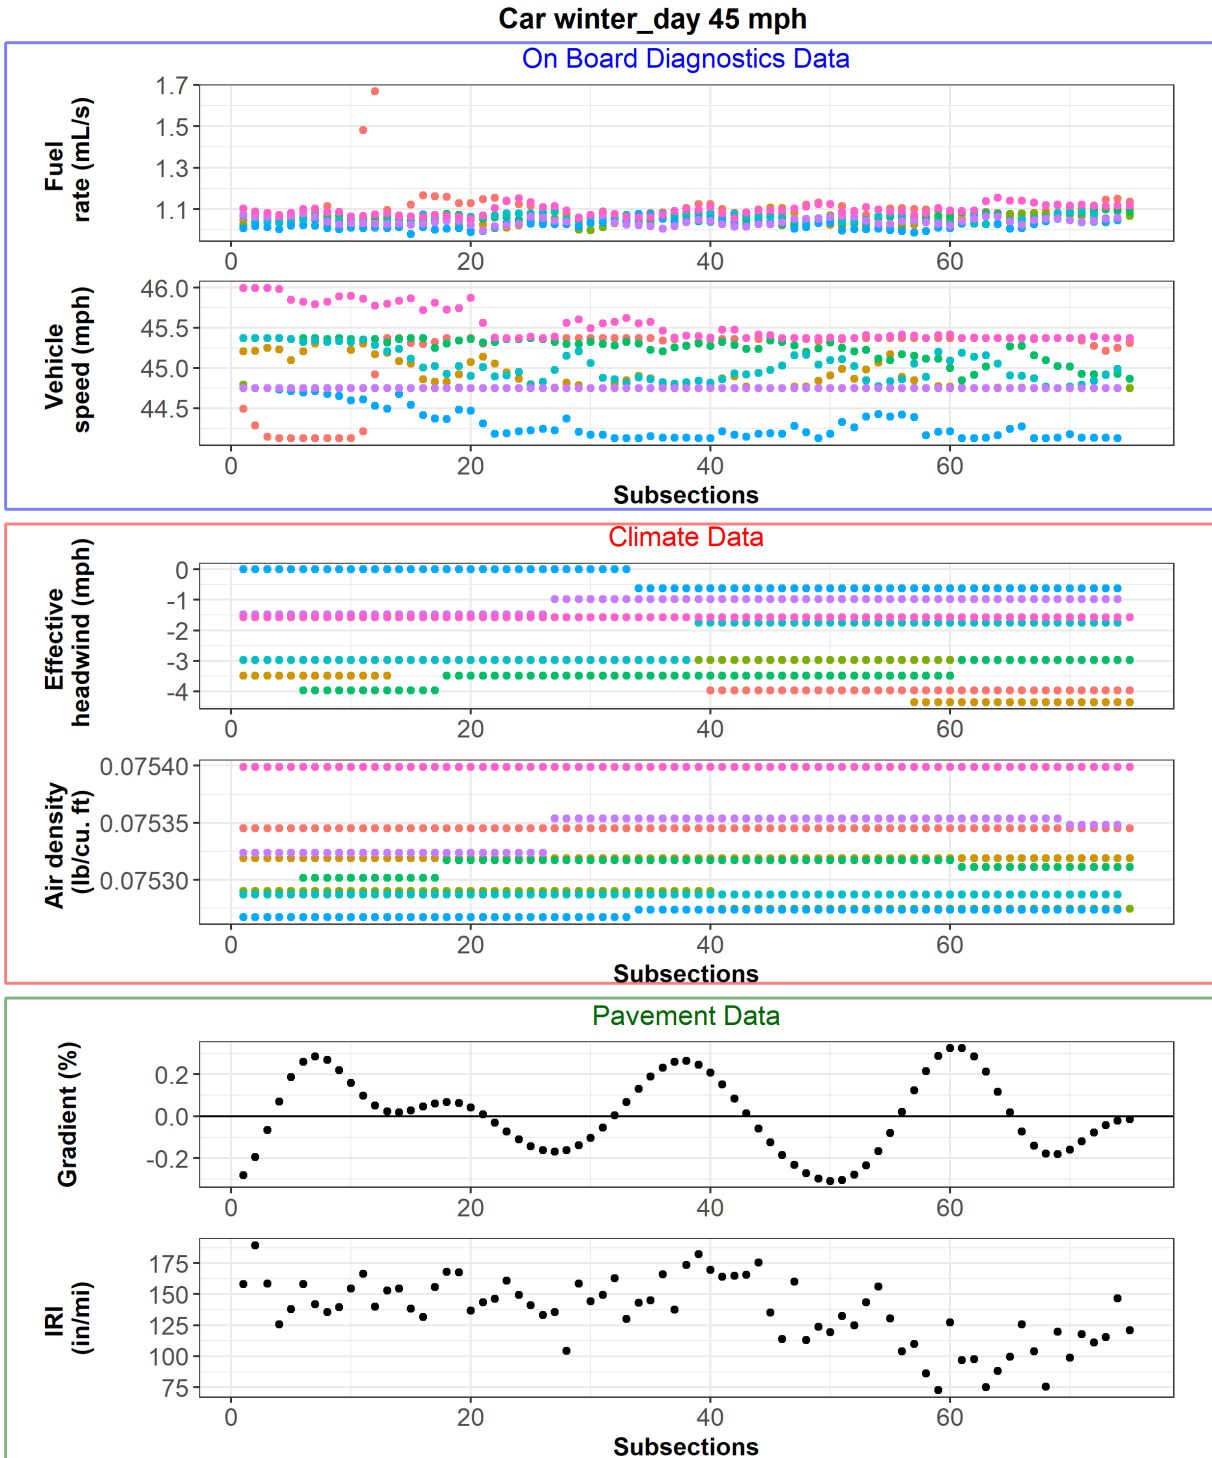 Car winter_day 45 mph
On Board Diagnostics Data
Fuel
rate (mL/s)
1.7
1.5
1.3
1.1
0 20 40 60
Vehicle
speed (mph)
46.0
45.5
45.0
44.5
0 20 40 60
Subsections
Climate Data
Effective
headwind (mph)
0
-1
-2
-3
-4
0 20 40 60
Air density
(lb/cu. ft)
0.07540
0.07535
0.07530
0 20 40 60
Subsections
Pavement Data
Gradient (%)
0.2
0.0
-0.2
0 20 40 60
IRI
(in/mi)
175
150
125
100
75
0 20 40 60
Subsections